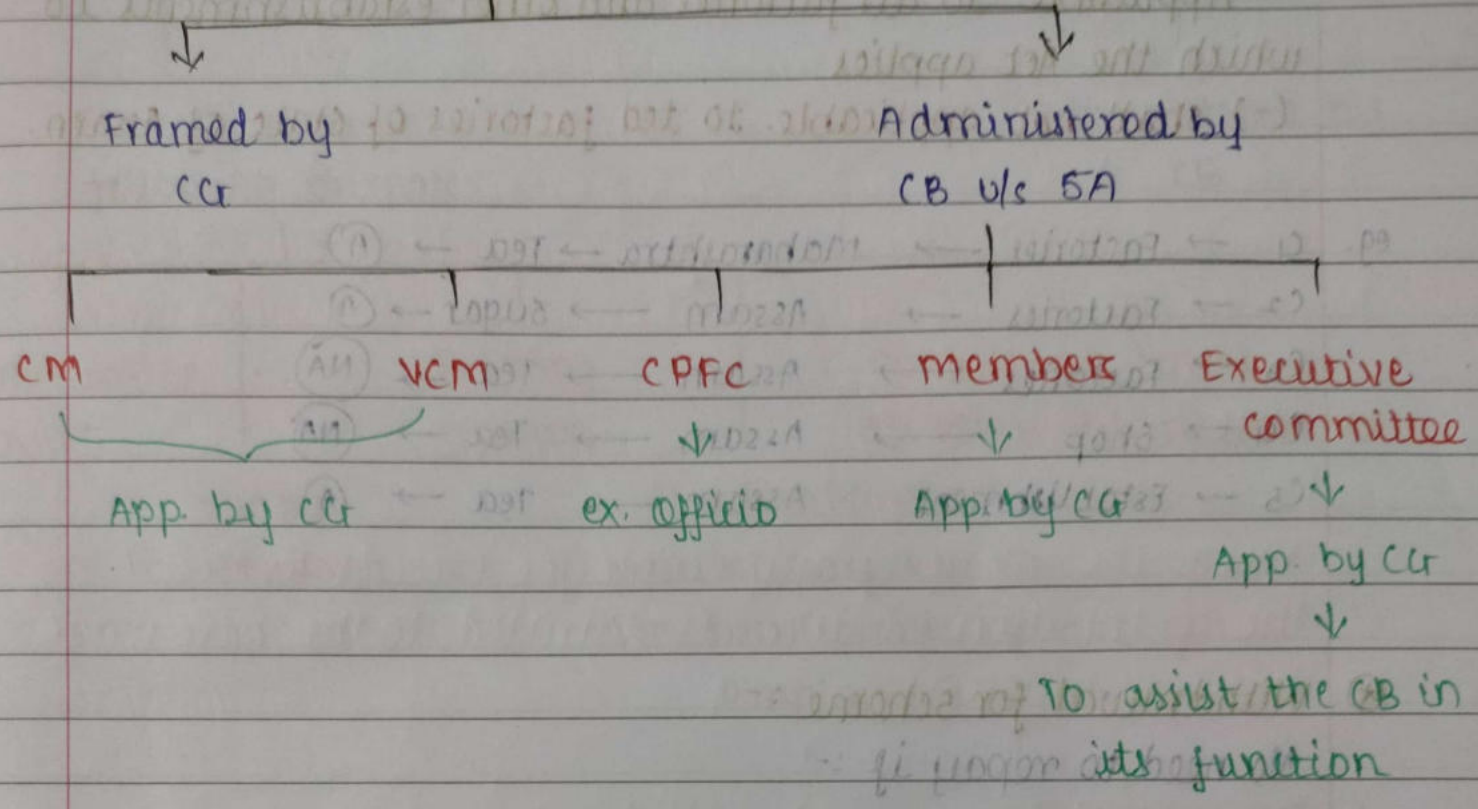 Framed by Administered by
CG CB u/s 5A
CM VCM CPFC members Executive
committee
App. by CG ex. officio App. by CG
App. by CG
To assist the CB in
its function